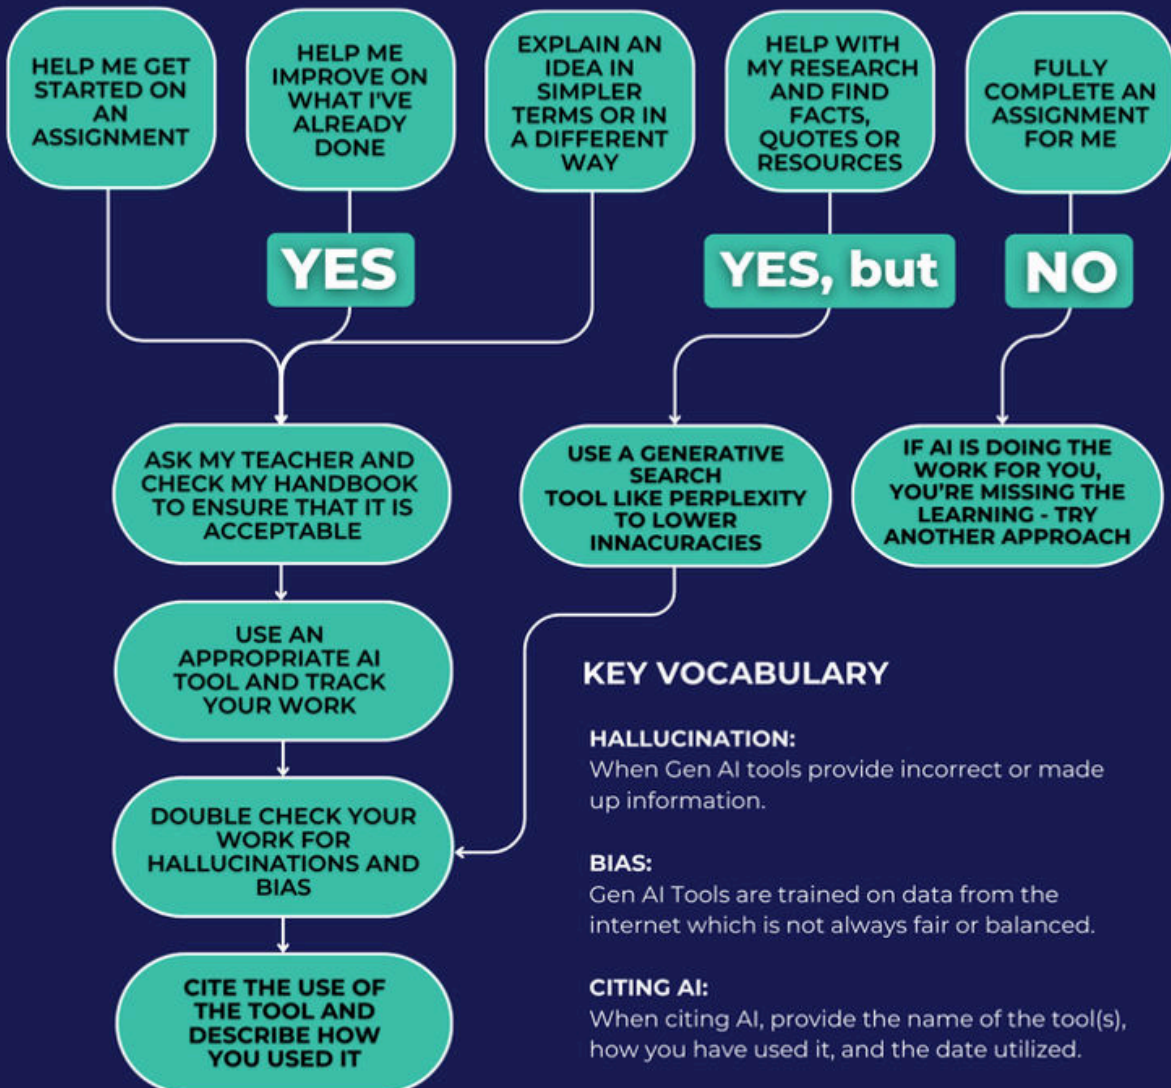 HELP ME GET
STARTED ON
AN
ASSIGNMENT
HELP ME
IMPROVE ON
WHAT I'VE
ALREADY
DONE
EXPLAIN AN
IDEA IN
SIMPLER
TERMS OR IN
A DIFFERENT
WAY
HELP WITH
MY RESEARCH
AND FIND
FACTS,
QUOTES OR
RESOURCES
FULLY
COMPLETE AN
ASSIGNMENT
FOR ME
YES
YES, but
NO
ASK MY TEACHER AND
CHECK MY HANDBOOK
TO ENSURE THAT IT IS
ACCEPTABLE
USE A GENERATIVE
SEARCH
TOOL LIKE PERPLEXITY
TO LOWER
INNACURACIES
IF AI IS DOING THE
WORK FOR YOU,
YOU'RE MISSING THE
LEARNING - TRY
ANOTHER APPROACH
USE AN
APPROPRIATE AI
TOOL AND TRACK
YOUR WORK
DOUBLE CHECK YOUR
WORK FOR
HALLUCINATIONS AND
BIAS
CITE THE USE OF
THE TOOL AND
DESCRIBE HOW
YOU USED IT
KEY VOCABULARY
HALLUCINATION:
When Gen AI tools provide incorrect or made
up information.
BIAS:
Gen AI Tools are trained on data from the
internet which is not always fair or balanced.
CITING AI:
When citing AI, provide the name of the tool(s),
how you have used it, and the date utilized.